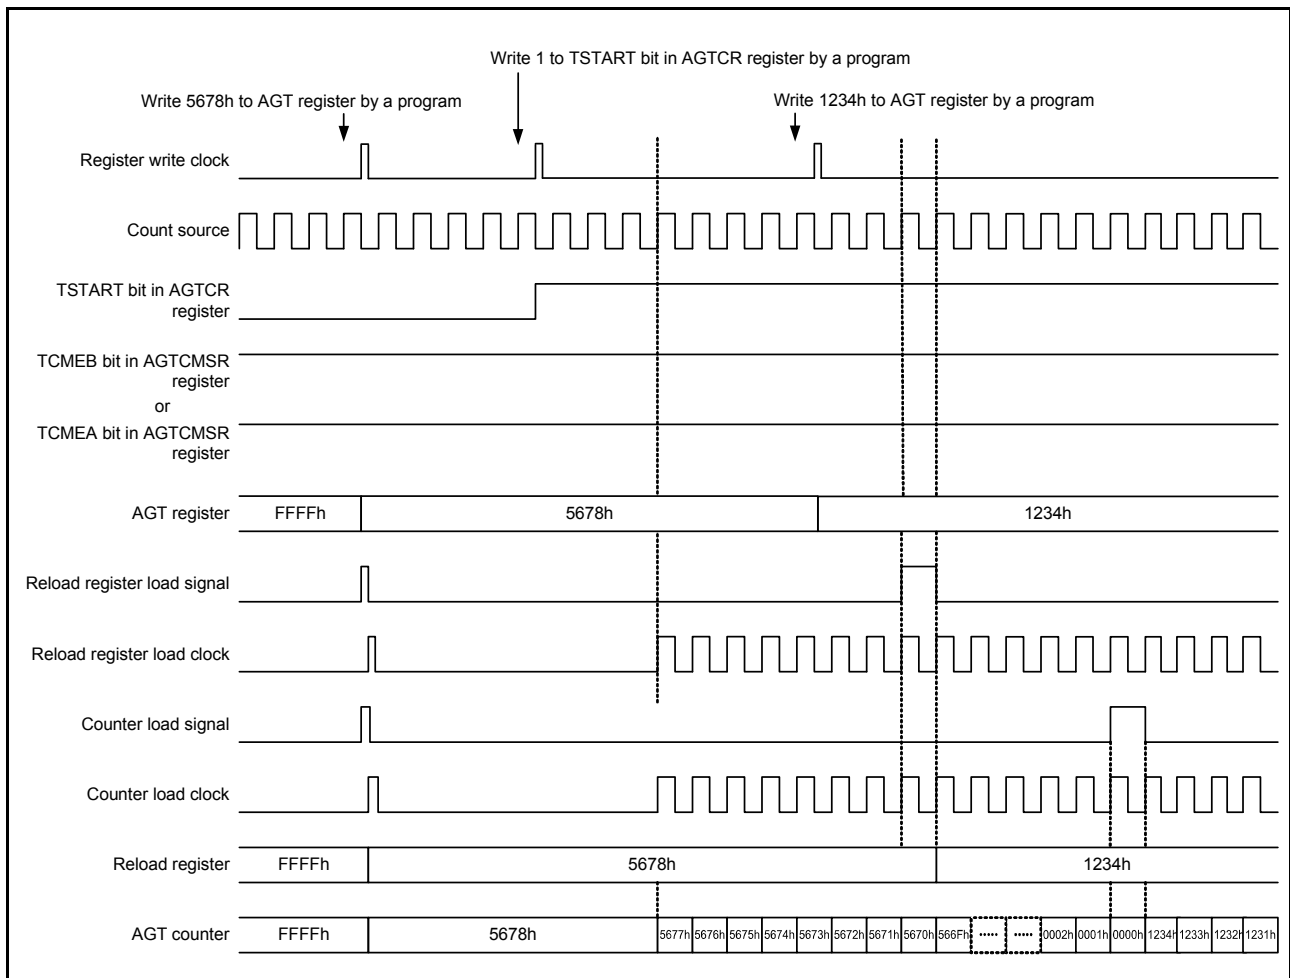 Write 1 to TSTART bit in AGTCR register by a program
Write 5678h to AGT register by a program
Write 1234h to AGT register by a program
Register write clock
Count source
TSTART bit in AGTCR
register
TCMEB bit in AGTCMSR
register
or
TCMEA bit in AGTCMSR
register
AGT register FFFFh 5678h 1234h
Reload register load signal
Reload register load clock
Counter load signal
Counter load clock
Reload register FFFFh 5678h 1234h
AGT counter FFFFh 5678h 5677h 5676h 5675h 5674h 5673h 5672h 5671h 5670h 566Fh ..... ..... 0002h 0001h 0000h 1234h 1233h 1232h 1231h